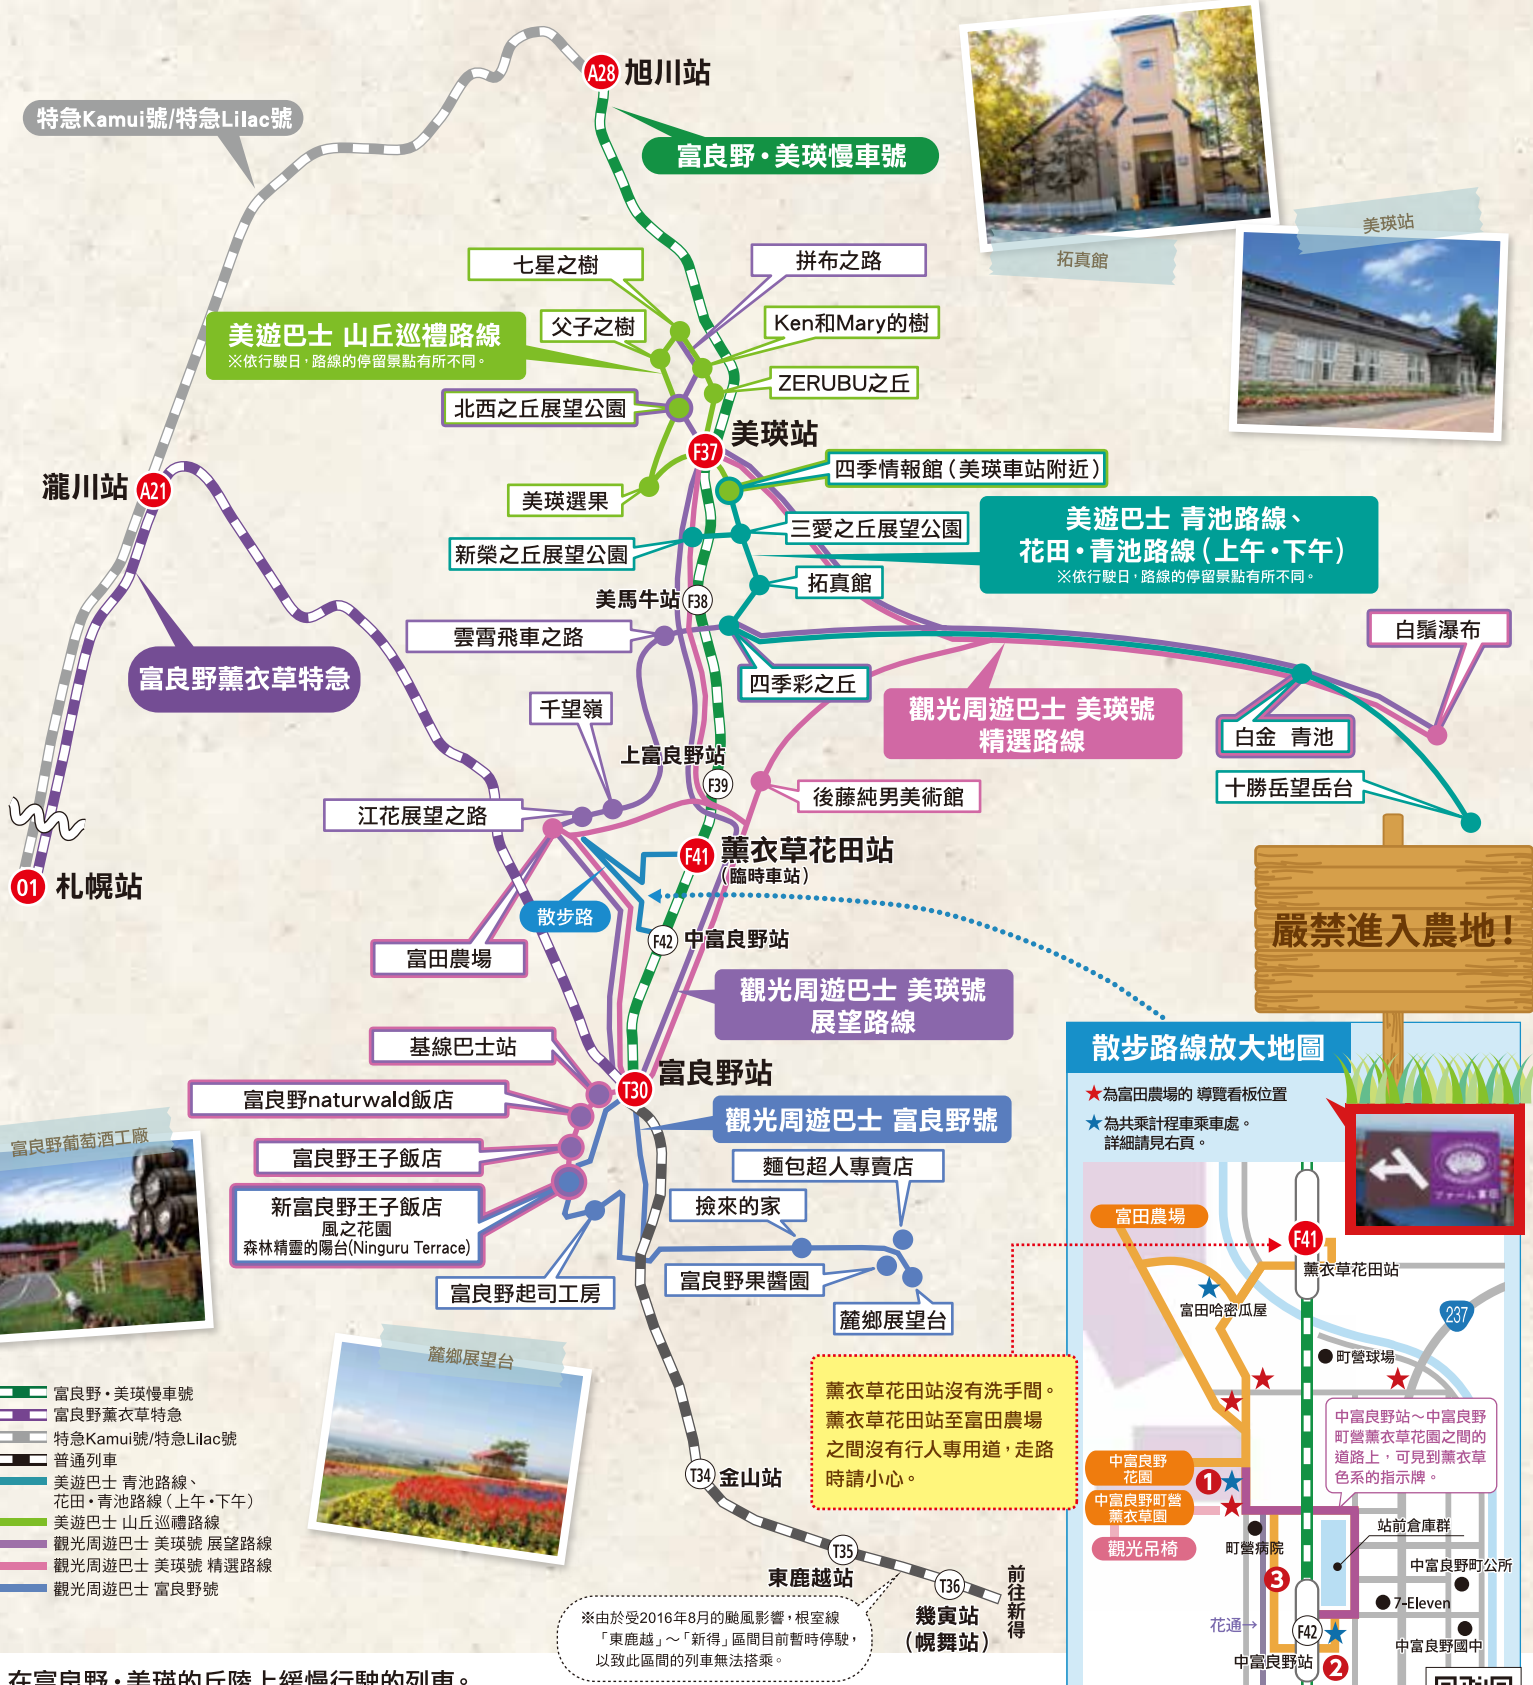 A28 旭川站
特急Kamui號/特急Lilac號
富良野・美瑛慢車號
拓真館
美瑛站
七星之樹
拼布之路
父子之樹
Ken和Mary的樹
美遊巴士 山丘巡禮路線
※依行駛日，路線的停留景點有所不同。
ZERUBU之丘
北西之丘展望公園
美瑛站
F37
四季情報館（美瑛車站附近）
瀧川站 A21
美瑛選果
三愛之丘展望公園
新榮之丘展望公園
美遊巴士 青池路線、
花田・青池路線（上午・下午）
※依行駛日，路線的停留景點有所不同。
拓真館
美馬牛站 F38
雲霄飛車之路
白鬚瀑布
富良野薰衣草特急
四季彩之丘
千望嶺
觀光周遊巴士 美瑛號
精選路線
白金 青池
上富良野站
F39
江花展望之路
後藤純男美術館
十勝岳望岳台
01 札幌站
F41 薰衣草花田站
（臨時車站）
散步路
F42 中富良野站
嚴禁進入農地！
富田農場
觀光周遊巴士 美瑛號
展望路線
基線巴士站
T30 富良野站
富良野naturwald飯店
觀光周遊巴士 富良野號
富良野葡萄酒工廠
富良野王子飯店
麵包超人專賣店
新富良野王子飯店
風之花園
森林精靈的陽台(Ninguru Terrace)
撿來的家
富良野起司工房
富良野果醬園
麓鄉展望台
麓鄉展望台
薰衣草花田站沒有洗手間。
薰衣草花田站至富田農場
之間沒有行人專用道，走路
時請小心。
富良野・美瑛慢車號
富良野薰衣草特急
特急Kamui號/特急Lilac號
普通列車
美遊巴士 青池路線、
花田・青池路線（上午・下午）
美遊巴士 山丘巡禮路線
觀光周遊巴士 美瑛號 展望路線
觀光周遊巴士 美瑛號 精選路線
觀光周遊巴士 富良野號
T34 金山站
T35
東鹿越站
T36
幾寅站
（幌舞站）
前往新得
※由於受2016年8月的颱風影響，根室線
「東鹿越」～「新得」區間目前暫時停駛，
以致此區間的列車無法搭乘。
散步路線放大地圖
★為富田農場的 導覽看板位置
★為共乘計程車乘車處。
詳細請見右頁。
ファーム富田
富田農場
F41
薰衣草花田站
富田哈密瓜屋
237
町營球場
中富良野站～中富良野
町營薰衣草花園之間的
道路上，可見到薰衣草
色系的指示牌。
中富良野
花園
1
中富良野町營
薰衣草園
觀光吊椅
町營病院
站前倉庫群
3
中富良野町公所
7-Eleven
花通→
F42
中富良野國中
中富良野站
2
在富良野・美瑛的丘陵上緩慢行駛的列車。